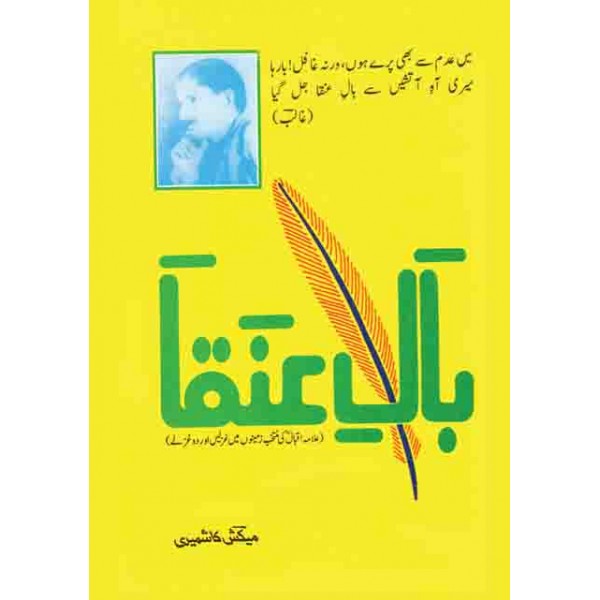 میں عدم سے بھی پرے ہوں، ورنہ غافل! بارہا
میری آہِ آتشیں سے بالِ عنقا جل گیا
(غالبؔ)
بالِ عنقا
(علامہ اقبالؔ کی منتخب زمینوں میں غزلیں اور دو غزلے)
میکشؔ کاشمیری